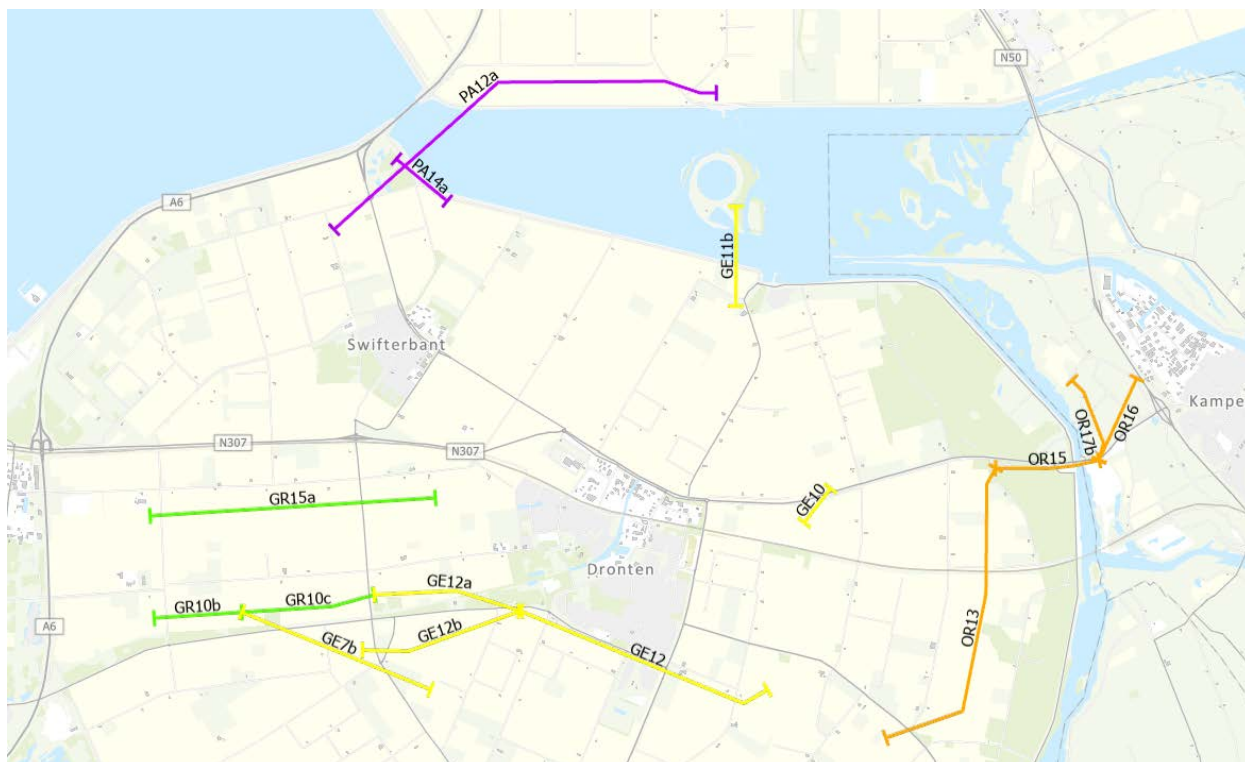 N50
PA12a
PA14a
A6
GE11b
Swifterbant
Kampe
OR17b
OR16
N307
N307
OR15
GR15a
GE10
Dronten
GE12a
GR10b
GR10c
A6
GE7b
GE12b
GE12
OR13